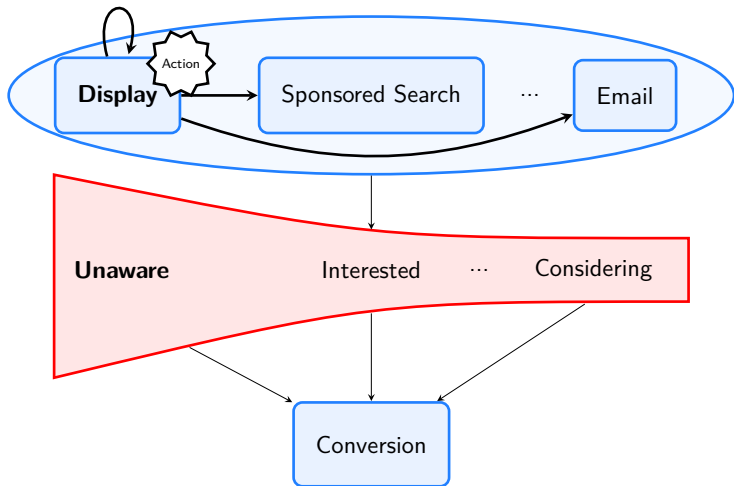 Action
Display
Sponsored Search
...
Email
Unaware
Interested
...
Considering
Conversion